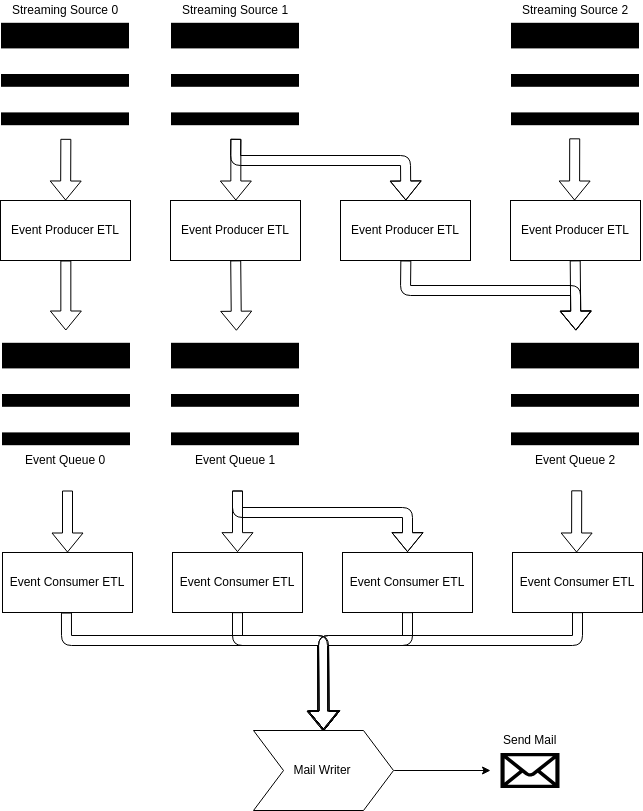 Streaming Source 0
Streaming Source 1
Streaming Source 2
Event Producer ETL
Event Producer ETL
Event Producer ETL
Event Producer ETL
Event Queue 0
Event Queue 1
Event Queue 2
Event Consumer ETL
Event Consumer ETL
Event Consumer ETL
Event Consumer ETL
Send Mail
Mail Writer